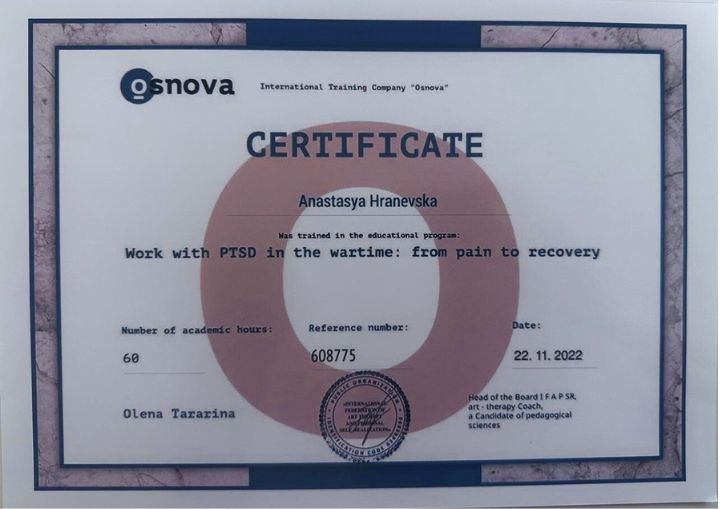 osnova
International Training Company "Osnova"
CERTIFICATE
Anastasya Hranevska
Was trained in the educational program:
Work with PTSD in the wartime: from pain to recovery
Number of academic hours:
60
Reference number:
608775
Date:
22. 11. 2022
Olena Tararina
PUBLIC ORGANIZATION
«INTERNATIONAL
FEDERATION OF
ART THERAPY
AND PERSONAL
SELF-REALIZATION»
IDENTIFICATION CODE
Head of the Board I F A P SR,
art - therapy Coach,
a Candidate of pedagogical
sciences